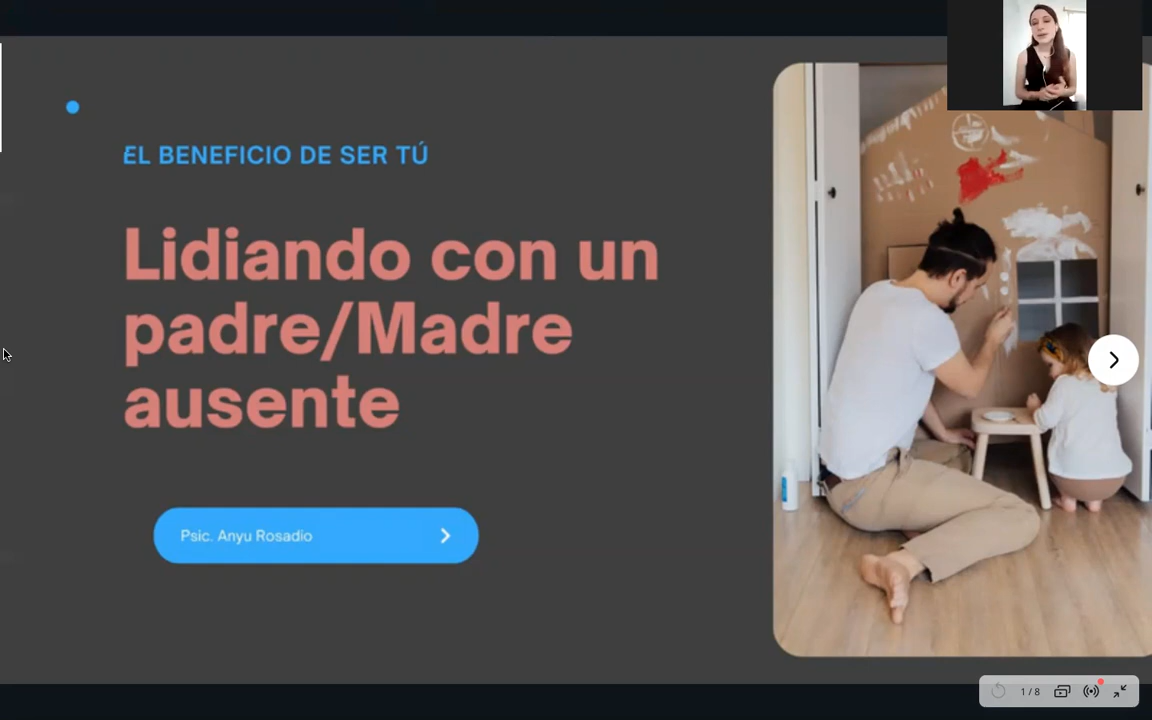 EL BENEFICIO DE SER TÚ
Lidiando con un
padre/Madre
ausente
Psic. Anyu Rosadio
1 / 8